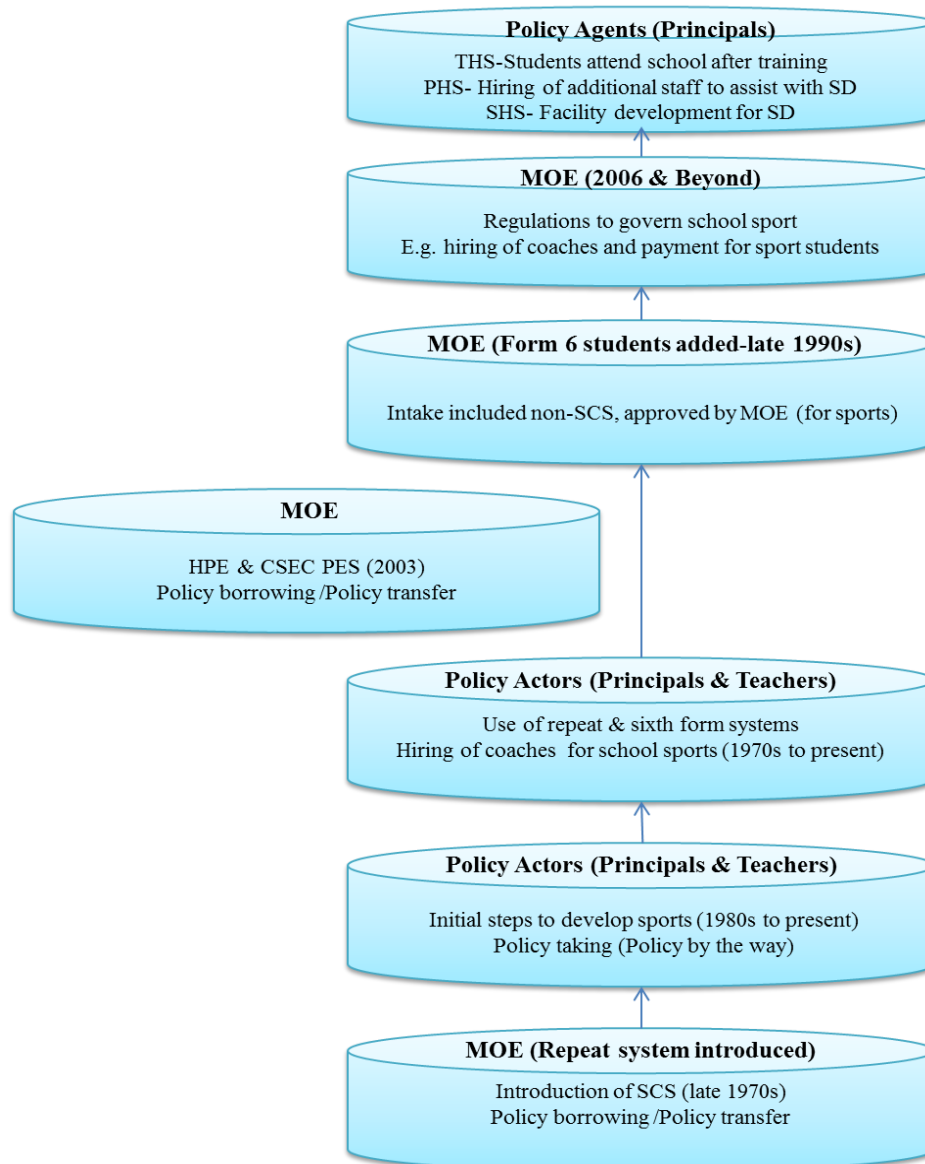 Policy Agents (Principals)
THS-Students attend school after training
PHS- Hiring of additional staff to assist with SD
SHS- Facility development for SD
MOE (2006 & Beyond)
Regulations to govern school sport
E.g. hiring of coaches and payment for sport students
MOE (Form 6 students added-late 1990s)
Intake included non-SCS, approved by MOE (for sports)
MOE
HPE & CSEC PES (2003)
Policy borrowing /Policy transfer
Policy Actors (Principals & Teachers)
Use of repeat & sixth form systems
Hiring of coaches for school sports (1970s to present)
Policy Actors (Principals & Teachers)
Initial steps to develop sports (1980s to present)
Policy taking (Policy by the way)
MOE (Repeat system introduced)
Introduction of SCS (late 1970s)
Policy borrowing /Policy transfer